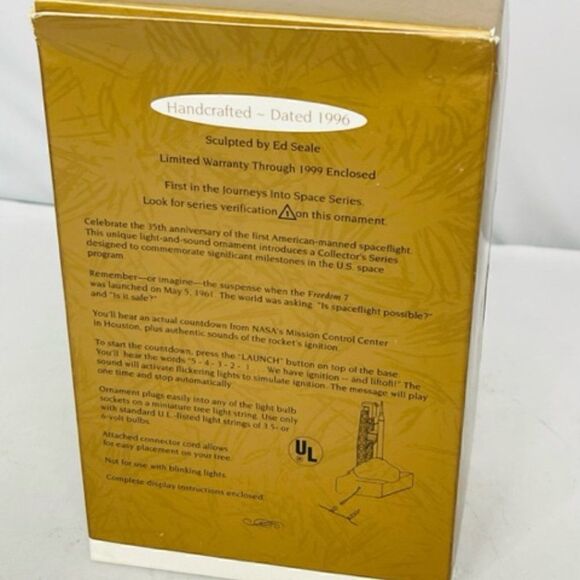 Handcrafted ~ Dated 1996
Sculpted by Ed Seale
Limited Warranty Through 1999 Enclosed
First in the Journeys Into Space Series.
Look for series verification 1 on this ornament.
Celebrate the 35th anniversary of the first American-manned spaceflight.
This unique light-and-sound ornament introduces a Collector's Series
designed to commemorate significant milestones in the U.S. space
program.
Remember—or imagine—the suspense when the Freedom 7
was launched on May 5, 1961. The world was asking, "Is spaceflight possible?"
and "Is it safe?"
You'll hear an actual countdown from NASA's Mission Control Center
in Houston, plus authentic sounds of the rocket's ignition.
To start the countdown, press the "LAUNCH" button on top of the base.
You'll hear the words "5 - 4 - 3 - 2 - 1 . . . We have ignition -- and liftoff!" The
sound will activate flickering lights to simulate ignition. The message will play
one time and stop automatically.
Ornament plugs easily into any of the light bulb
sockets on a miniature tree light string. Use only
with standard U.L.-listed light strings of 3.5- or
6-volt bulbs.
Attached connector cord allows
for easy placement on your tree.
Not for use with blinking lights.
Complete display instructions enclosed.
UL
®